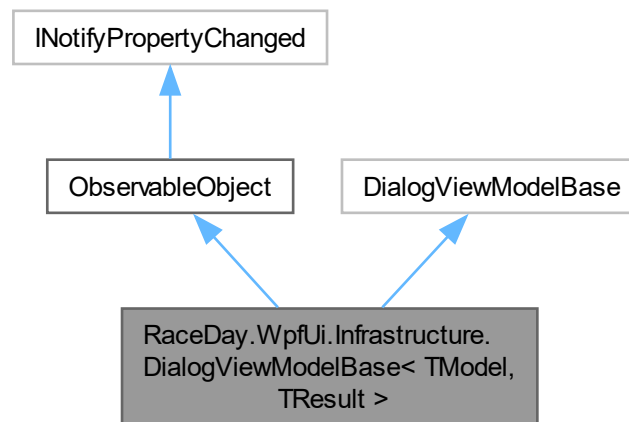 INotifyPropertyChanged
ObservableObject
DialogViewModelBase
RaceDay.WpfUi.Infrastructure.
DialogViewModelBase< TModel,
TResult >